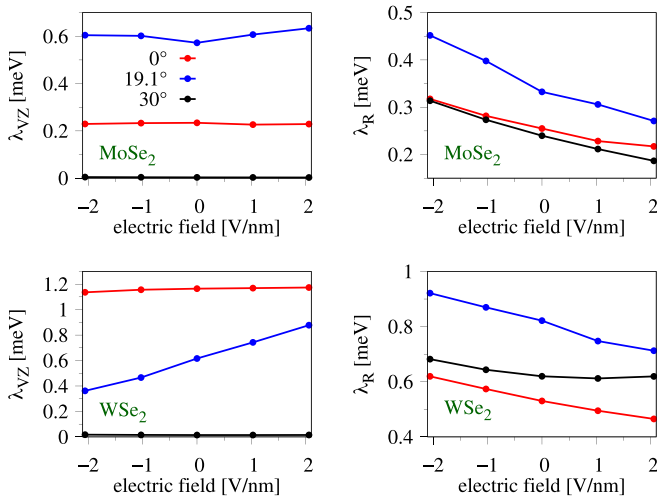 λVZ [meV]
0.6
0.4
0.2
0
0°
19.1°
30°
MoSe2
−2 −1 0 1 2
electric field [V/nm]
λR [meV]
0.5
0.4
0.3
0.2
MoSe2
−2 −1 0 1 2
electric field [V/nm]
λVZ [meV]
1.2
1
0.8
0.6
0.4
0.2
0
WSe2
−2 −1 0 1 2
electric field [V/nm]
λR [meV]
1
0.8
0.6
0.4
WSe2
−2 −1 0 1 2
electric field [V/nm]